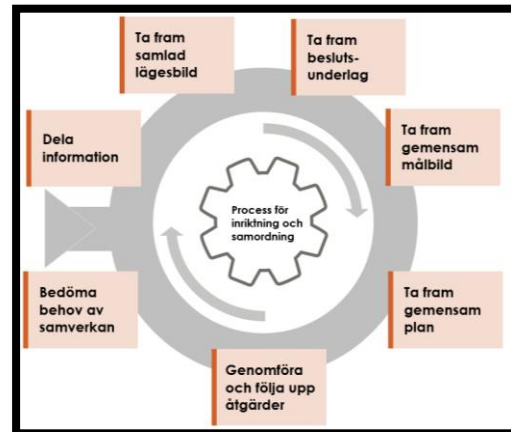 Ta fram
samlad
lägesbild
Ta fram
besluts-
underlag
Dela
information
Ta fram
gemensam
målbild
Process för
inriktning och
samordning
Bedöma
behov av
samverkan
Ta fram
gemensam
plan
Genomföra
och följa upp
åtgärder